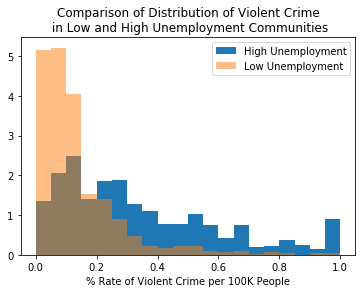 Comparison of Distribution of Violent Crime
in Low and High Unemployment Communities
High Unemployment
Low Unemployment
5
4
3
2
1
0
0.0 0.2 0.4 0.6 0.8 1.0
% Rate of Violent Crime per 100K People